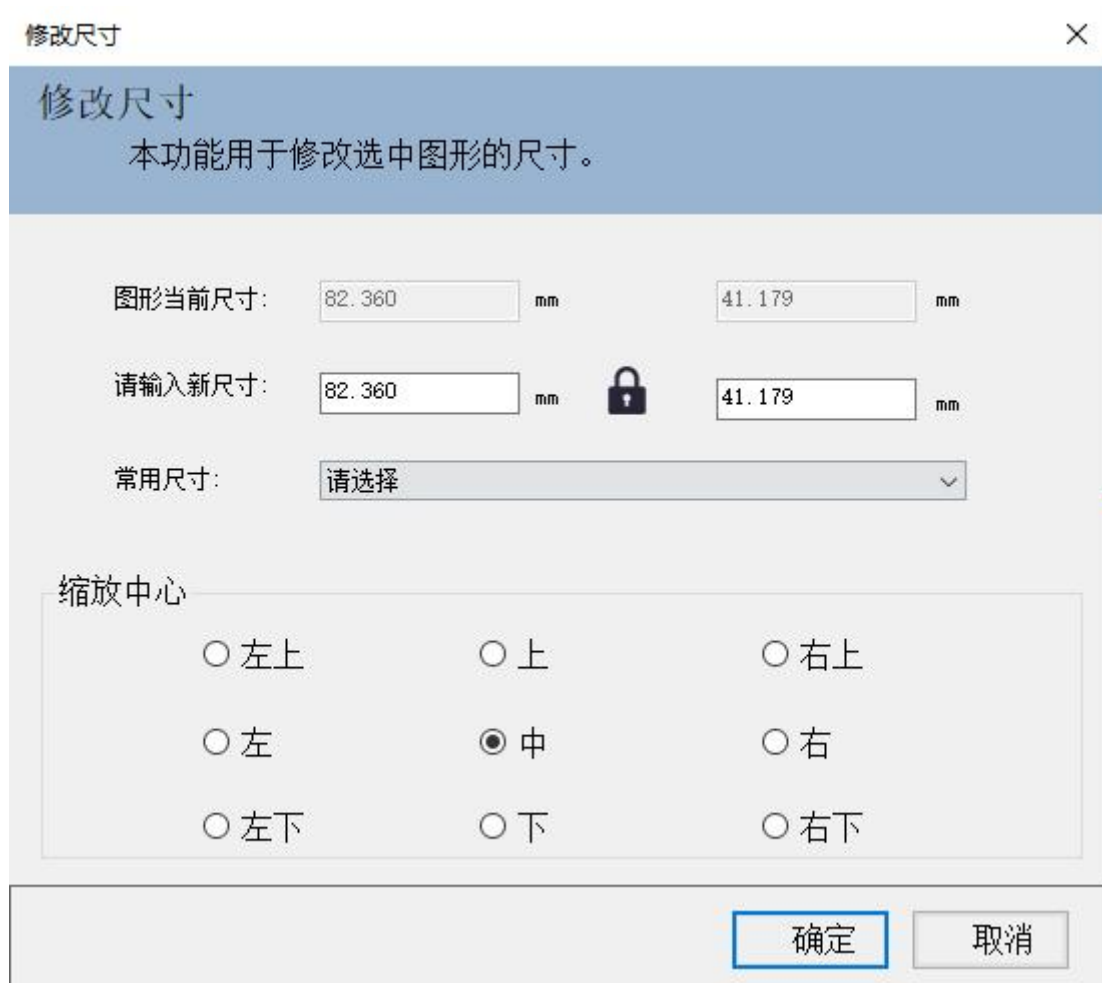 修改尺寸
修改尺寸
本功能用于修改选中图形的尺寸。
图形当前尺寸: 82.360 mm 41.179 mm
请输入新尺寸: 82.360 mm 41.179 mm
常用尺寸: 请选择
缩放中心
左上 上 右上
左 中 右
左下 下 右下
确定 取消